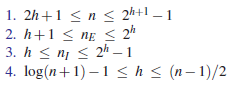 1. 2h+1 ≤ n ≤ 2^{h+1} − 1
2. h+1 ≤ n_E ≤ 2^h
3. h ≤ n_I ≤ 2^h − 1
4. log(n+1) − 1 ≤ h ≤ (n−1)/2